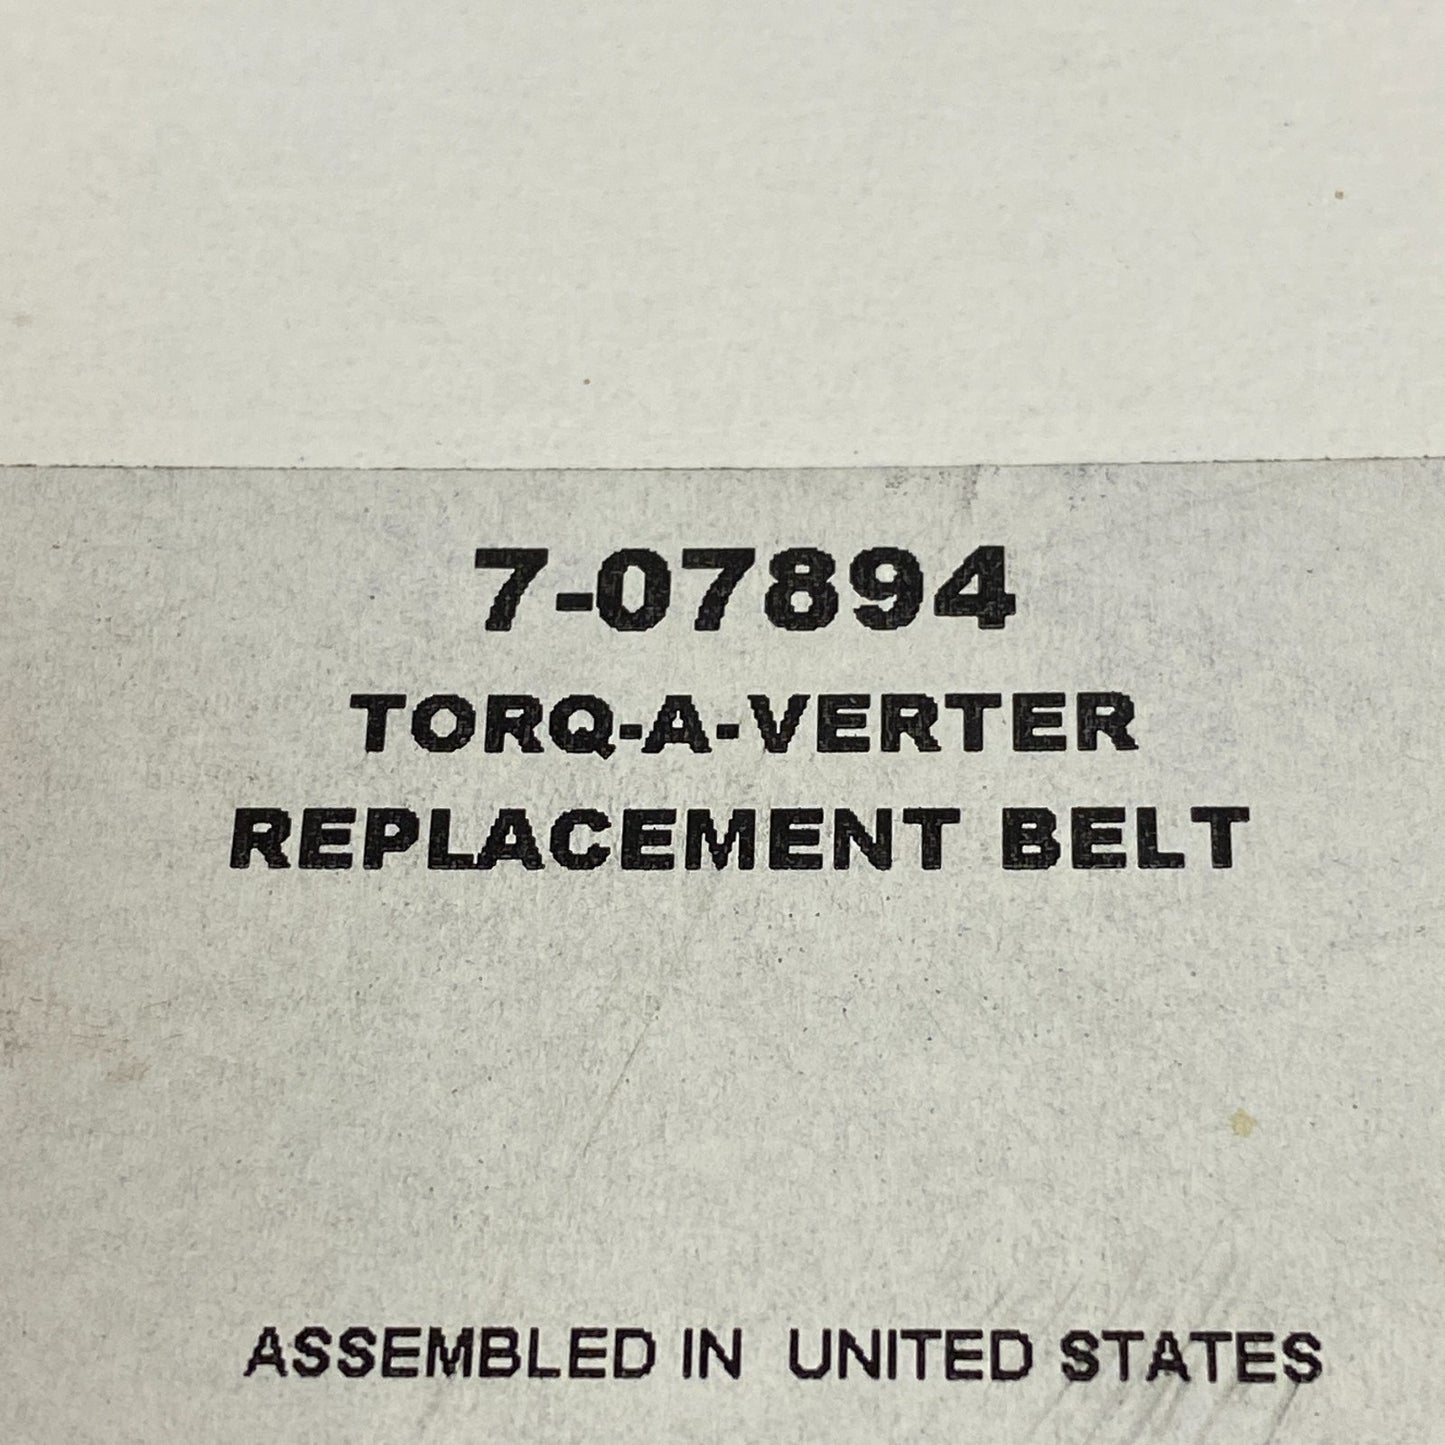 7-07894
TORQ-A-VERTER
REPLACEMENT BELT
ASSEMBLED IN UNITED STATES